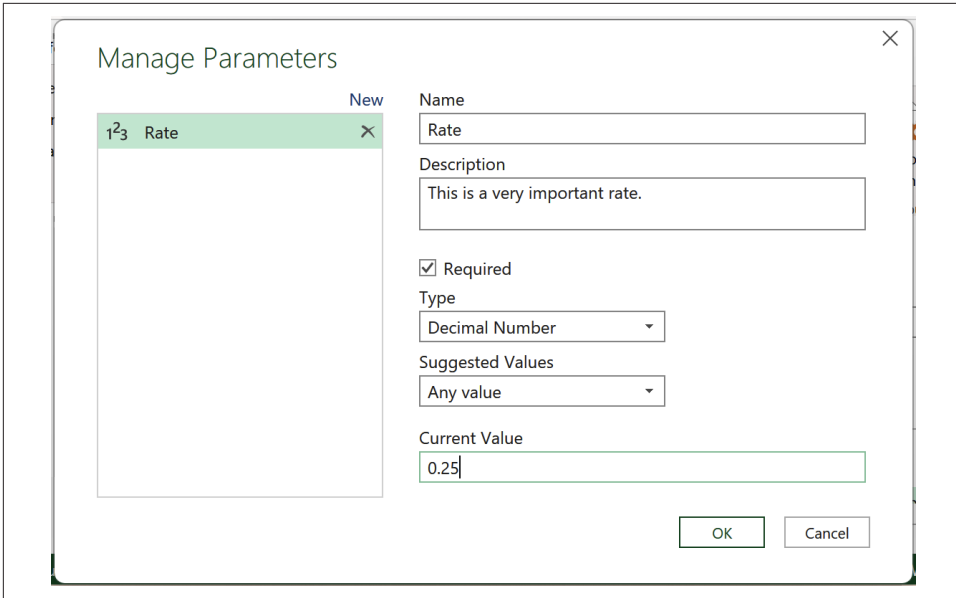 Manage Parameters
New
1²3 Rate
Name
Rate
Description
This is a very important rate.
Required
Type
Decimal Number
Suggested Values
Any value
Current Value
0.25
OK
Cancel